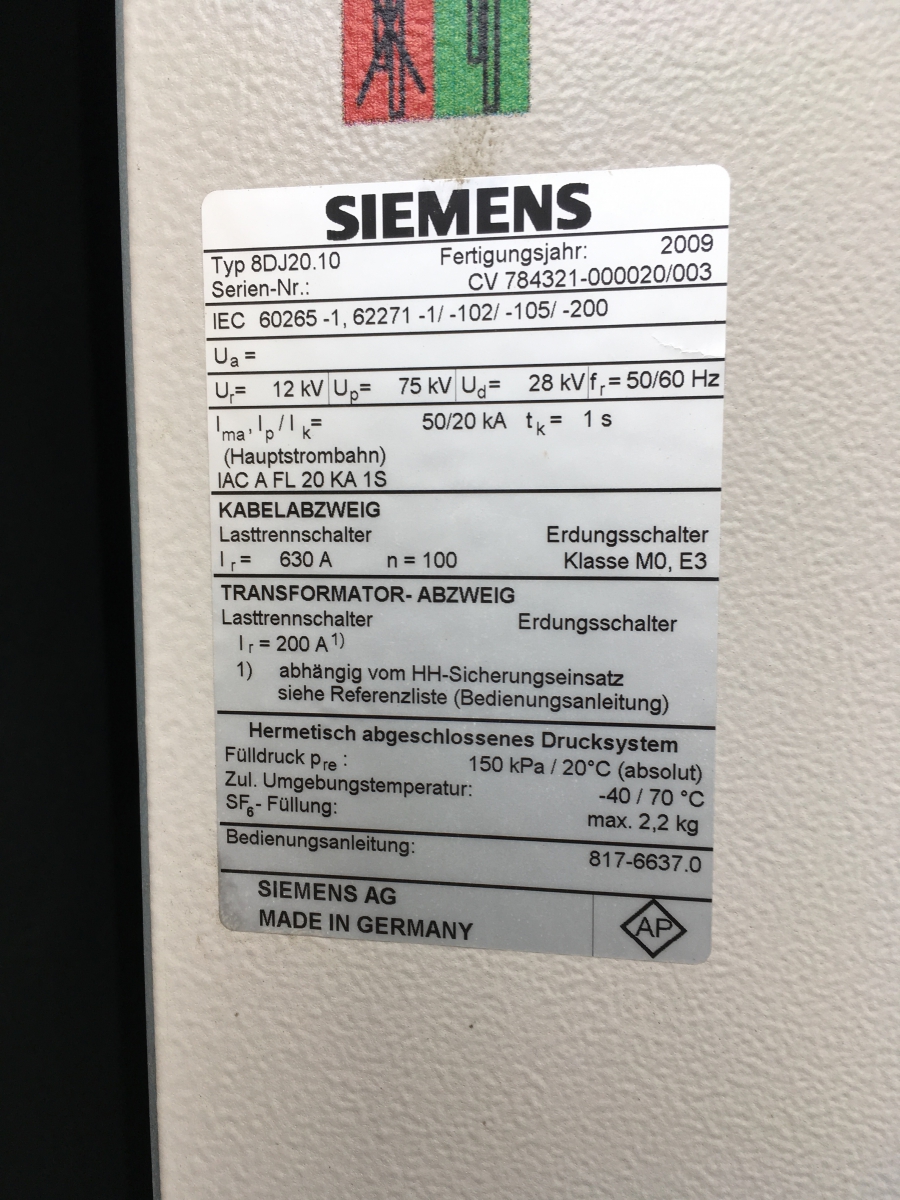 SIEMENS
Typ 8DJ20.10 Fertigungsjahr: 2009
Serien-Nr.: CV 784321-000020/003
IEC 60265 -1, 62271 -1/ -102/ -105/ -200
Ua =
Ur= 12 kV Up= 75 kV Ud= 28 kV fr= 50/60 Hz
Ima, Ip / Ik= 50/20 kA tk= 1 s
(Hauptstrombahn)
IAC A FL 20 KA 1S
KABELABZWEIG
Lasttrennschalter Erdungsschalter
Ir= 630 A n = 100 Klasse M0, E3
TRANSFORMATOR- ABZWEIG
Lasttrennschalter Erdungsschalter
Ir = 200 A 1)
1) abhängig vom HH-Sicherungseinsatz
siehe Referenzliste (Bedienungsanleitung)
Hermetisch abgeschlossenes Drucksystem
Fülldruck pre : 150 kPa / 20°C (absolut)
Zul. Umgebungstemperatur: -40 / 70 °C
SF6- Füllung: max. 2,2 kg
Bedienungsanleitung: 817-6637.0
SIEMENS AG
MADE IN GERMANY
AP